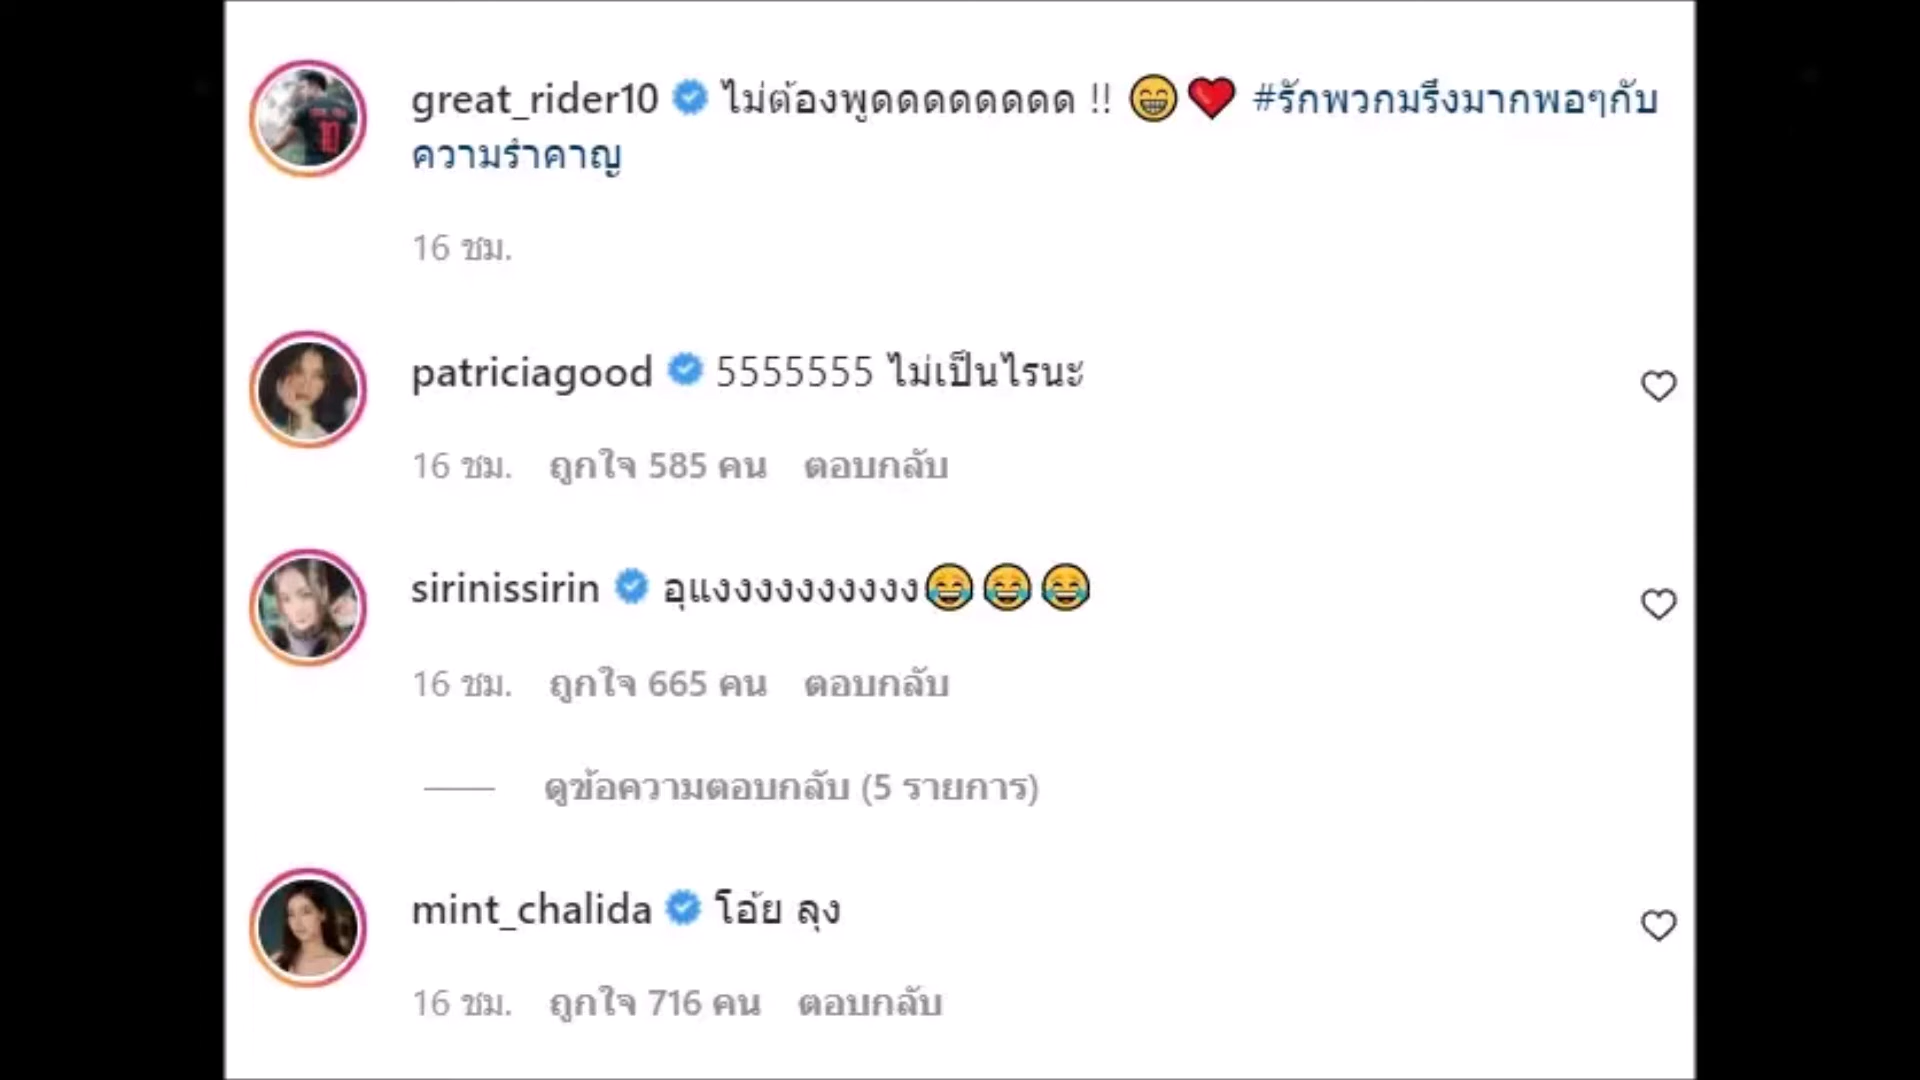 great_rider10 ไม่ต้องพูดดดดดดดด !! 😁❤️ #รักพวกมรึงมากพอๆกับ
ความรำคาญ
16 ชม.
patriciagood 5555555 ไม่เป็นไรนะ
16 ชม. ถูกใจ 585 คน ตอบกลับ
sirinissirin อุแงงงงงงงงงง😂😂😂
16 ชม. ถูกใจ 665 คน ตอบกลับ
ดูข้อความตอบกลับ (5 รายการ)
mint_chalida โอ้ย ลุง
16 ชม. ถูกใจ 716 คน ตอบกลับ